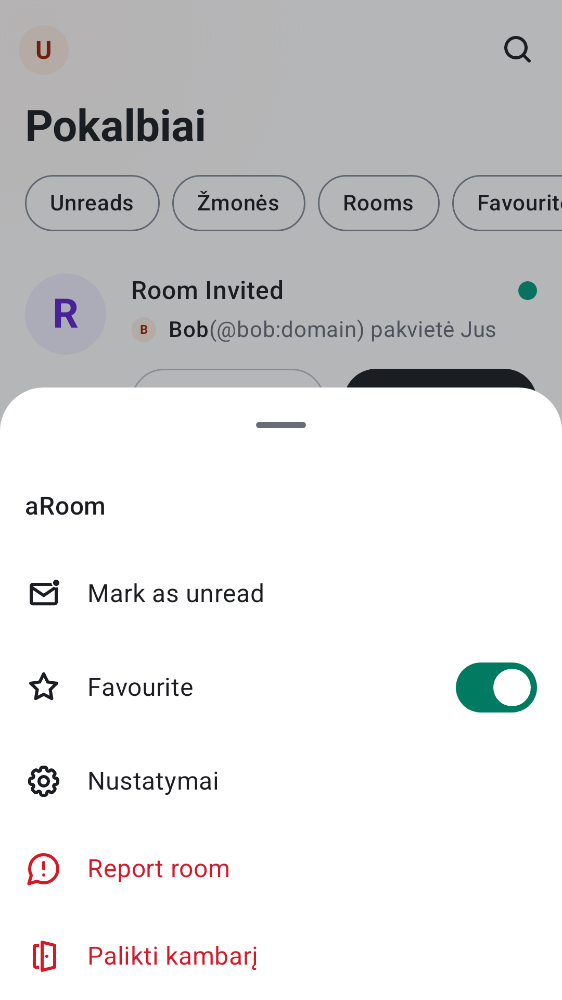 U
Pokalbiai
Unreads Žmonės Rooms Favourit
R
Room Invited
B Bob(@bob:domain) pakvietė Jus
aRoom
Mark as unread
Favourite
Nustatymai
Report room
Palikti kambarį